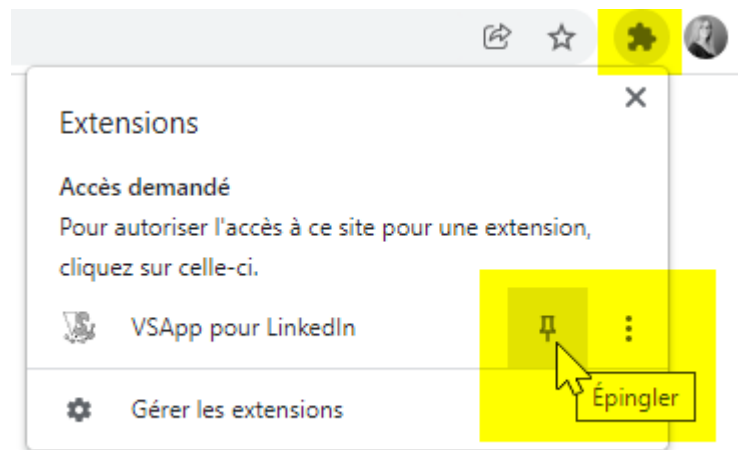 Extensions
Accès demandé
Pour autoriser l'accès à ce site pour une extension,
cliquez sur celle-ci.
VSApp pour LinkedIn
Épingler
Gérer les extensions